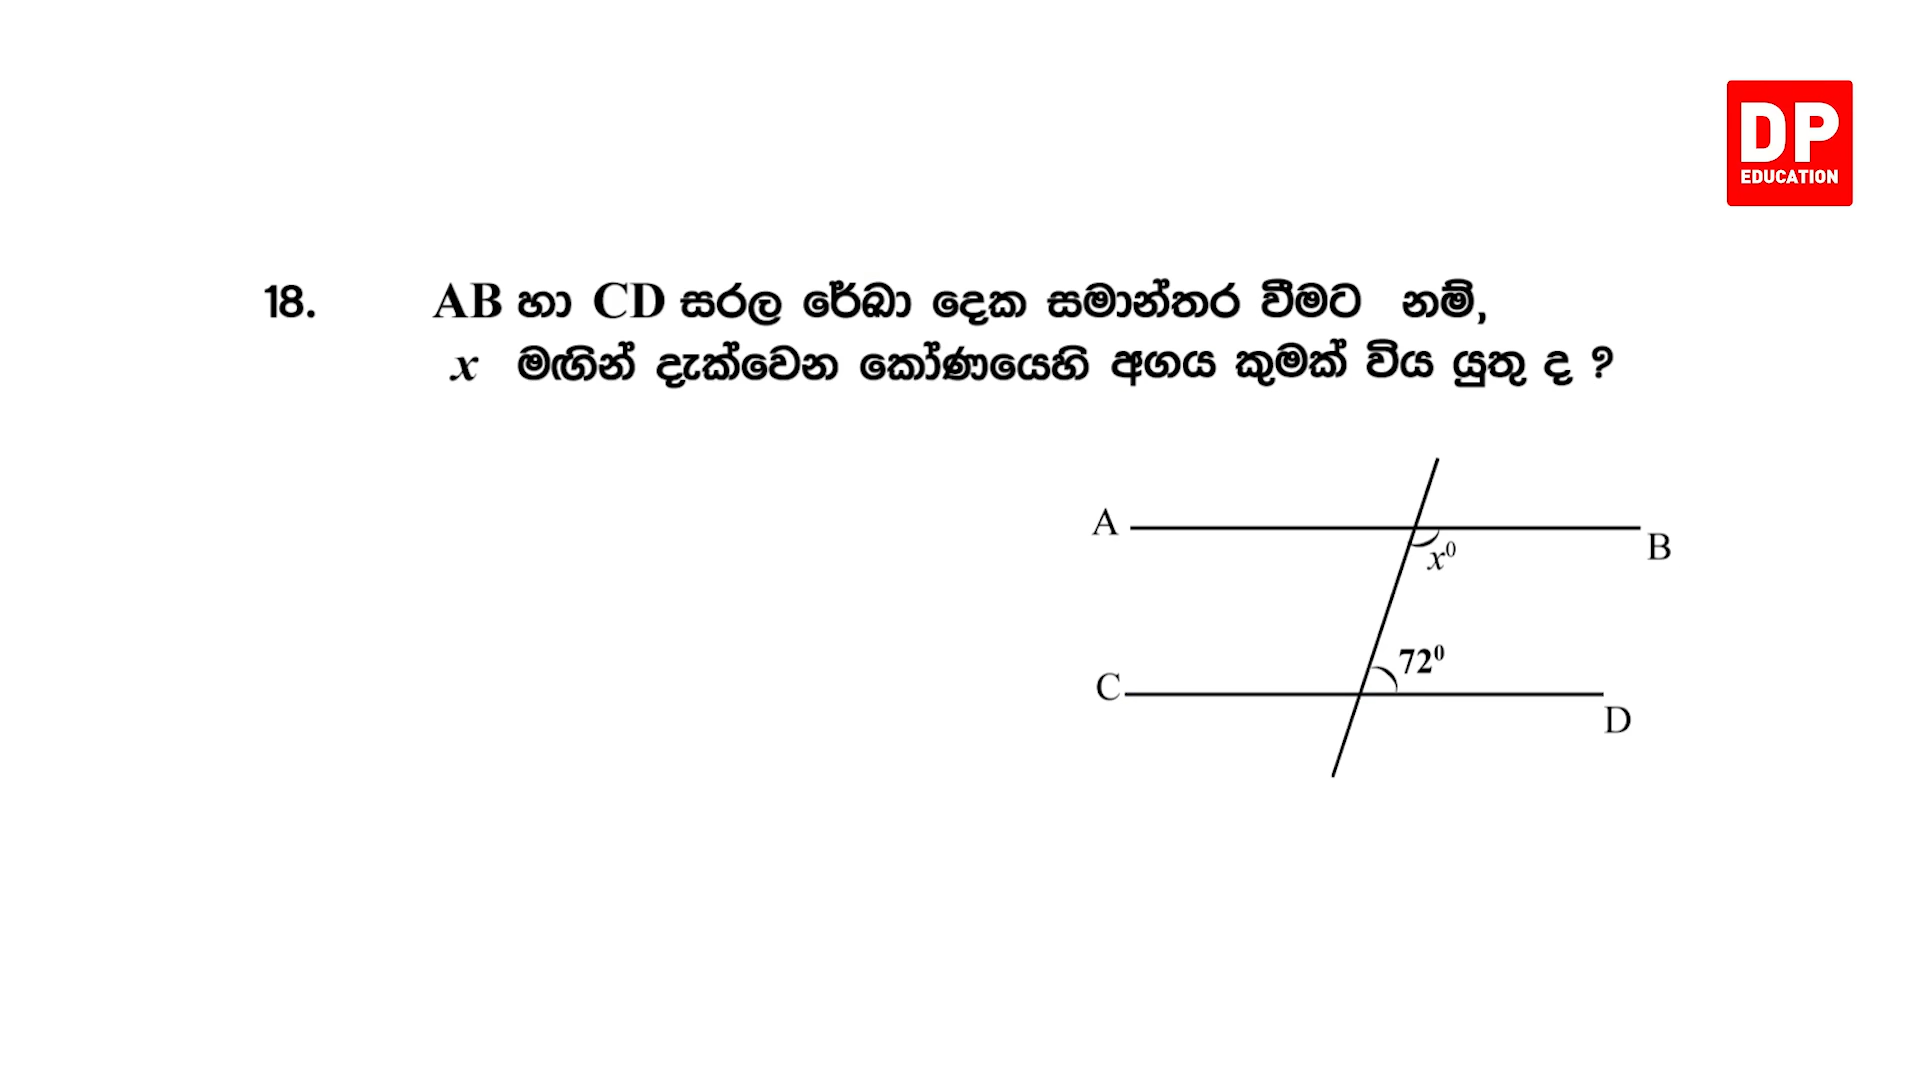 DP
EDUCATION
18. AB හා CD සරල රේඛා දෙක සමාන්තර වීමට නම්,
x මඟින් දැක්වෙන කෝණයෙහි අගය කුමක් විය යුතු ද ?
A
B
x⁰
72⁰
C
D